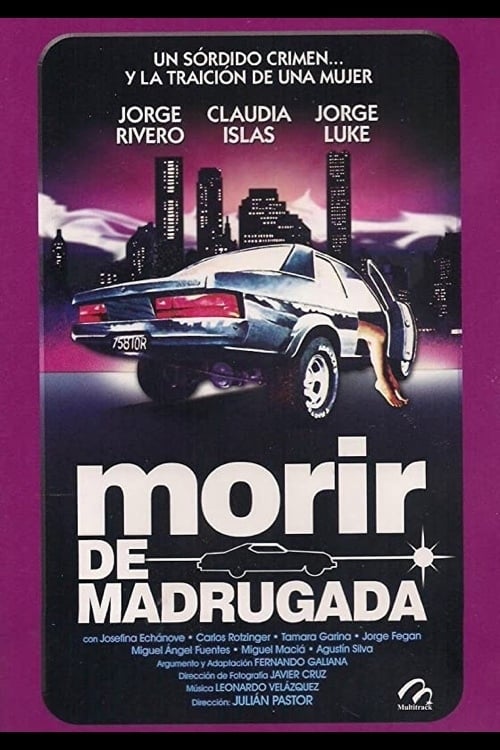 UN SÓRDIDO CRIMEN...
Y LA TRAICIÓN DE UNA MUJER
JORGE RIVERO
CLAUDIA ISLAS
JORGE LUKE
758TOR
morir
DE
MADRUGADA
con Josefina Echánove • Carlos Rotzinger • Tamara Garina • Jorge Fegan
Miguel Ángel Fuentes • Miguel Maciá • Agustín Silva
Argumento y Adaptación FERNANDO GALIANA
Dirección de Fotografía JAVIER CRUZ
Música LEONARDO VELÁZQUEZ
Dirección: JULIÁN PASTOR
Multitrack